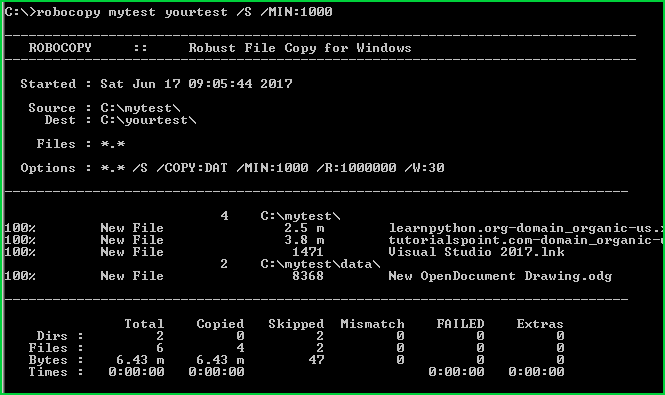 C:\>robocopy mytest yourtest /S /MIN:1000
-------------------------------------------------------------------------------
ROBOCOPY :: Robust File Copy for Windows
-------------------------------------------------------------------------------
Started : Sat Jun 17 09:05:44 2017
Source : C:\mytest\
Dest : C:\yourtest\
Files : *.*
Options : *.* /S /COPY:DAT /MIN:1000 /R:1000000 /W:30
------------------------------------------------------------------------------
4 C:\mytest\
100% New File 2.5 m learnpython.org-domain_organic-us.x
100% New File 3.8 m tutorialspoint.com-domain_organic-u
100% New File 1471 Visual Studio 2017.lnk
2 C:\mytest\data\
100% New File 8368 New OpenDocument Drawing.odg
------------------------------------------------------------------------------
Total Copied Skipped Mismatch FAILED Extras
Dirs : 2 0 2 0 0 0
Files : 6 4 2 0 0 0
Bytes : 6.43 m 6.43 m 47 0 0 0
Times : 0:00:00 0:00:00 0:00:00 0:00:00